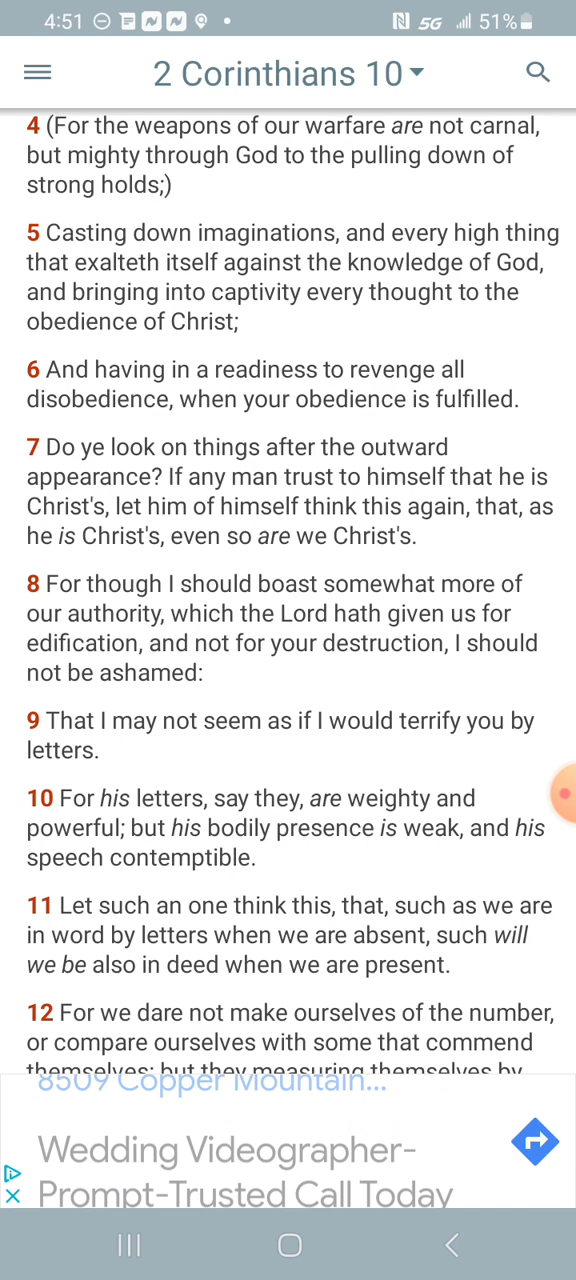 4:51
5G
51%
2 Corinthians 10
4 (For the weapons of our warfare are not carnal,
but mighty through God to the pulling down of
strong holds;)
5 Casting down imaginations, and every high thing
that exalteth itself against the knowledge of God,
and bringing into captivity every thought to the
obedience of Christ;
6 And having in a readiness to revenge all
disobedience, when your obedience is fulfilled.
7 Do ye look on things after the outward
appearance? If any man trust to himself that he is
Christ's, let him of himself think this again, that, as
he is Christ's, even so are we Christ's.
8 For though I should boast somewhat more of
our authority, which the Lord hath given us for
edification, and not for your destruction, I should
not be ashamed:
9 That I may not seem as if I would terrify you by
letters.
10 For his letters, say they, are weighty and
powerful; but his bodily presence is weak, and his
speech contemptible.
11 Let such an one think this, that, such as we are
in word by letters when we are absent, such will
we be also in deed when we are present.
12 For we dare not make ourselves of the number,
or compare ourselves with some that commend
themselves: but they measuring themselves by
8509 Copper Mountain...
Wedding Videographer-
Prompt-Trusted Call Today